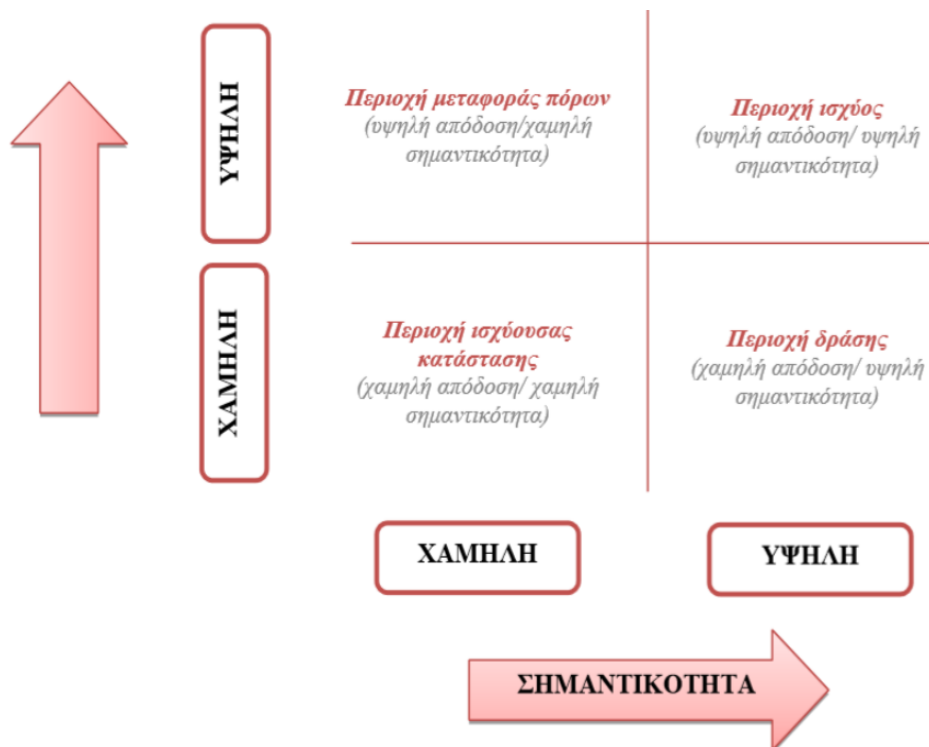 ΥΨΗΛΗ
Περιοχή μεταφοράς πόρων
(υψηλή απόδοση/χαμηλή
σημαντικότητα)
Περιοχή ισχύος
(υψηλή απόδοση/ υψηλή
σημαντικότητα)
ΧΑΜΗΛΗ
Περιοχή ισχύουσας
κατάστασης
(χαμηλή απόδοση/ χαμηλή
σημαντικότητα)
Περιοχή δράσης
(χαμηλή απόδοση/ υψηλή
σημαντικότητα)
ΧΑΜΗΛΗ
ΥΨΗΛΗ
ΣΗΜΑΝΤΙΚΟΤΗΤΑ